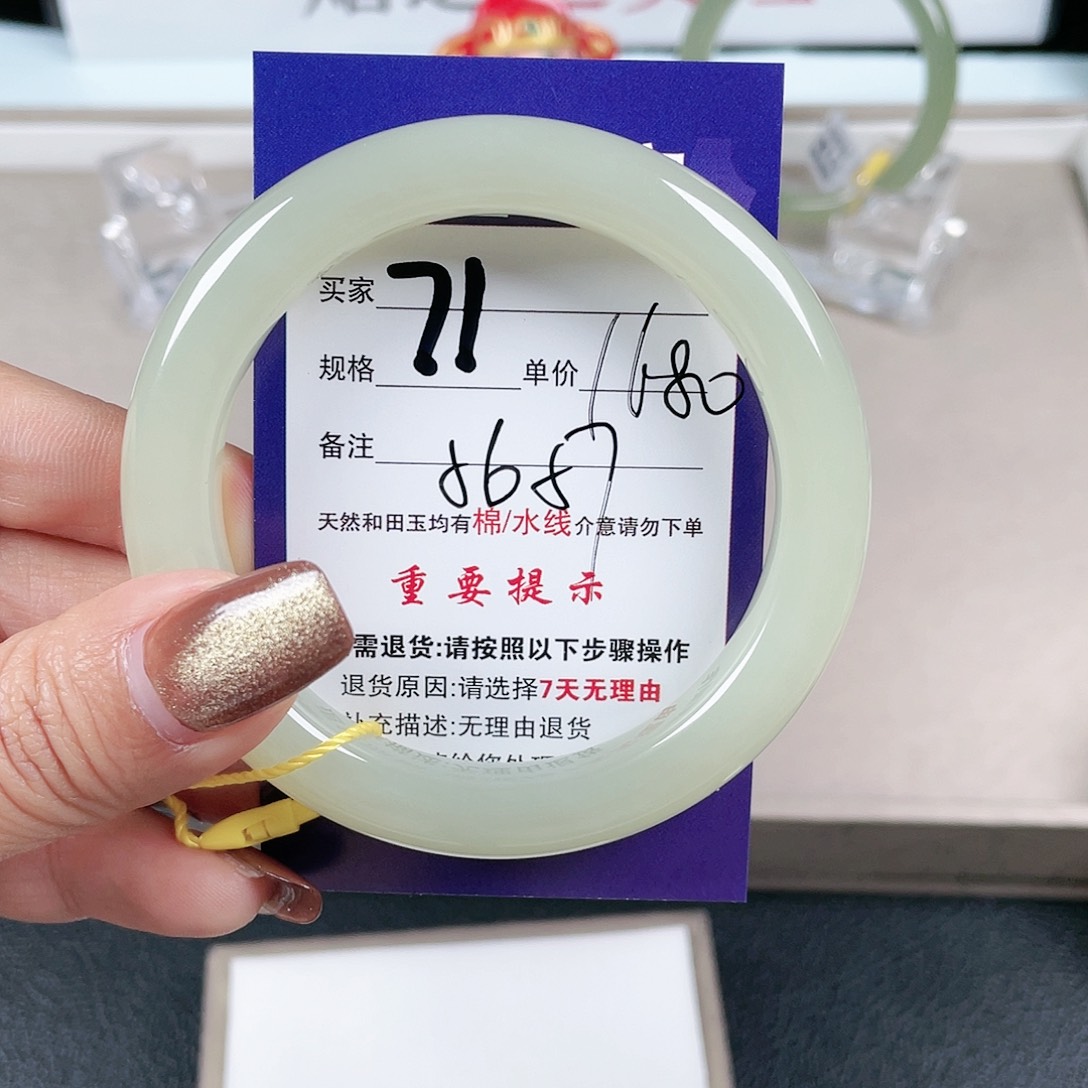 买家
71
规格 单价 11680
备注 8687
天然和田玉均有棉/水线介意请勿下单
重要提示
需退货:请按照以下步骤操作
退货原因:请选择7天无理由
补充描述:无理由退货